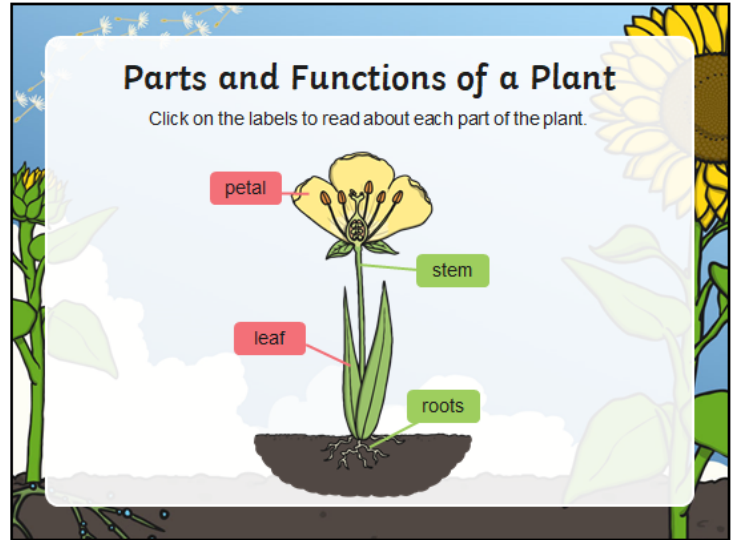 Parts and Functions of a Plant
Click on the labels to read about each part of the plant.
petal
stem
leaf
roots